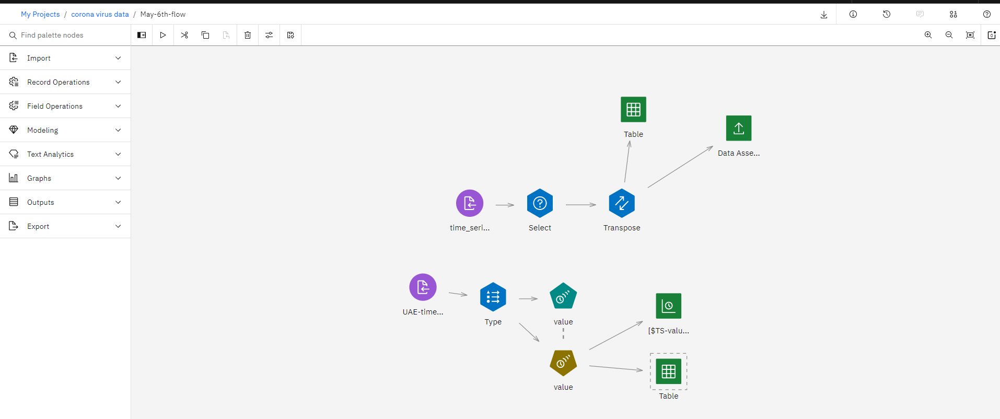 My Projects / corona virus data / May-6th-flow
Find palette nodes
Import
Record Operations
Field Operations
Modeling
Text Analytics
Graphs
Outputs
Export
Table
Data Asse...
time_seri...
Select
Transpose
UAE-time...
Type
value
[$TS-valu...
value
Table